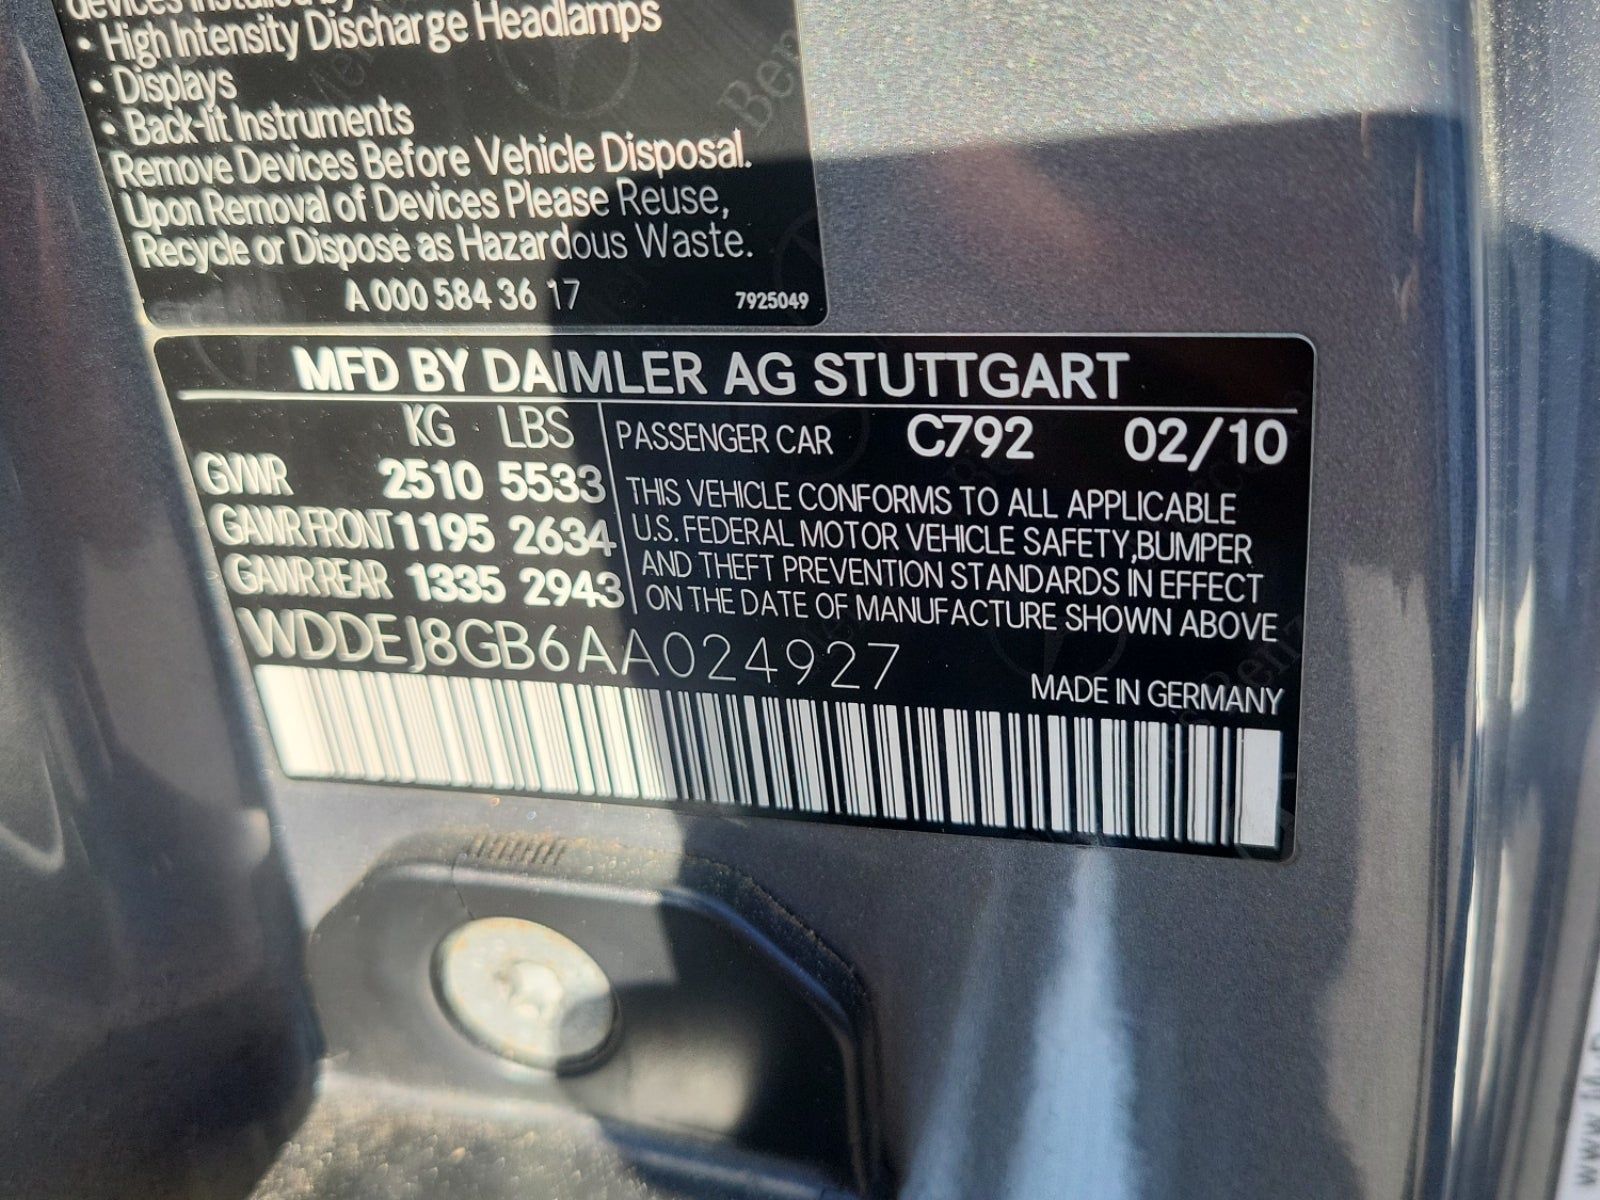 devices installed by
• High Intensity Discharge Headlamps
• Displays
• Back-lit Instruments
Remove Devices Before Vehicle Disposal.
Upon Removal of Devices Please Reuse,
Recycle or Dispose as Hazardous Waste.
A 000 584 36 17 7925049
MFD BY DAIMLER AG STUTTGART
KG LBS
GVWR 2510 5533
GAWR FRONT 1195 2634
GAWR REAR 1335 2943
PASSENGER CAR C792 02/10
THIS VEHICLE CONFORMS TO ALL APPLICABLE
U.S. FEDERAL MOTOR VEHICLE SAFETY,BUMPER
AND THEFT PREVENTION STANDARDS IN EFFECT
ON THE DATE OF MANUFACTURE SHOWN ABOVE
WDDEJ8GB6AA024927
MADE IN GERMANY